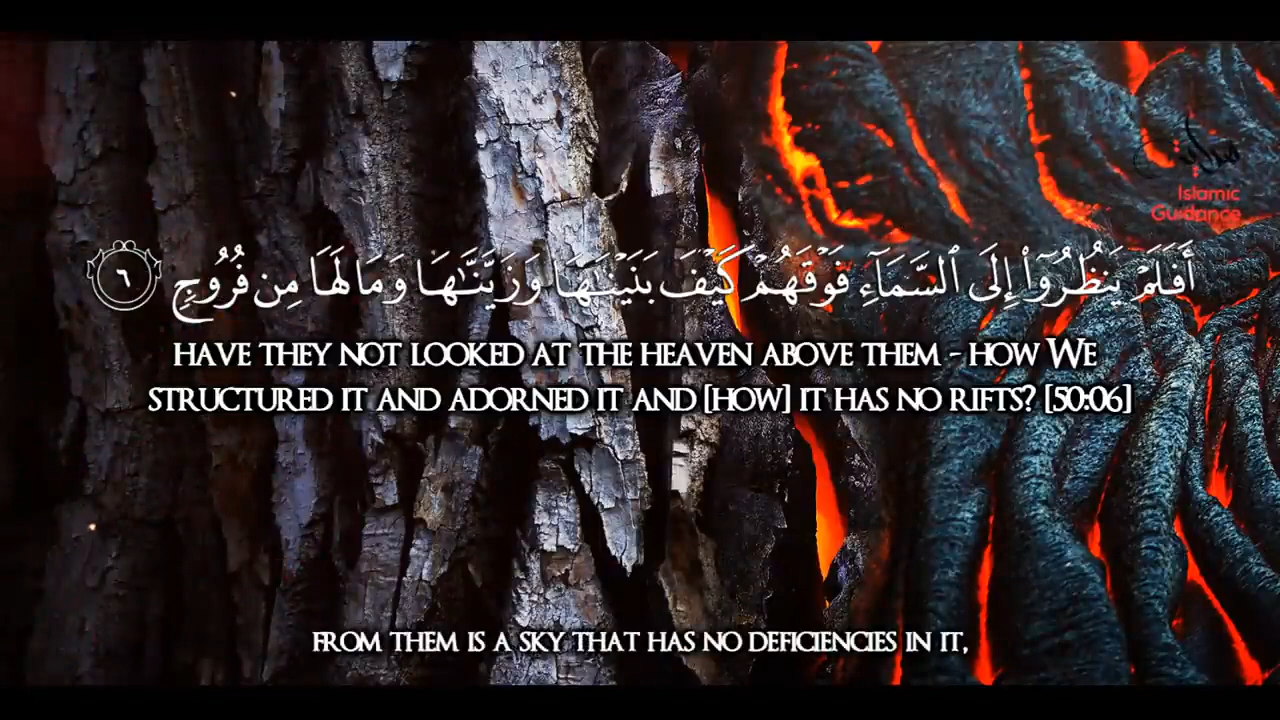 Islamic
Guidance
أَفَلَمْ يَنظُرُوٓا۟ إِلَى ٱلسَّمَآءِ فَوْقَهُمْ كَيْفَ بَنَيْنَـٰهَا وَزَيَّنَّـٰهَا وَمَا لَهَا مِن فُرُوجٍ ٦
HAVE THEY NOT LOOKED AT THE HEAVEN ABOVE THEM - HOW WE
STRUCTURED IT AND ADORNED IT AND [HOW] IT HAS NO RIFTS? [50:06]
FROM THEM IS A SKY THAT HAS NO DEFICIENCIES IN IT,